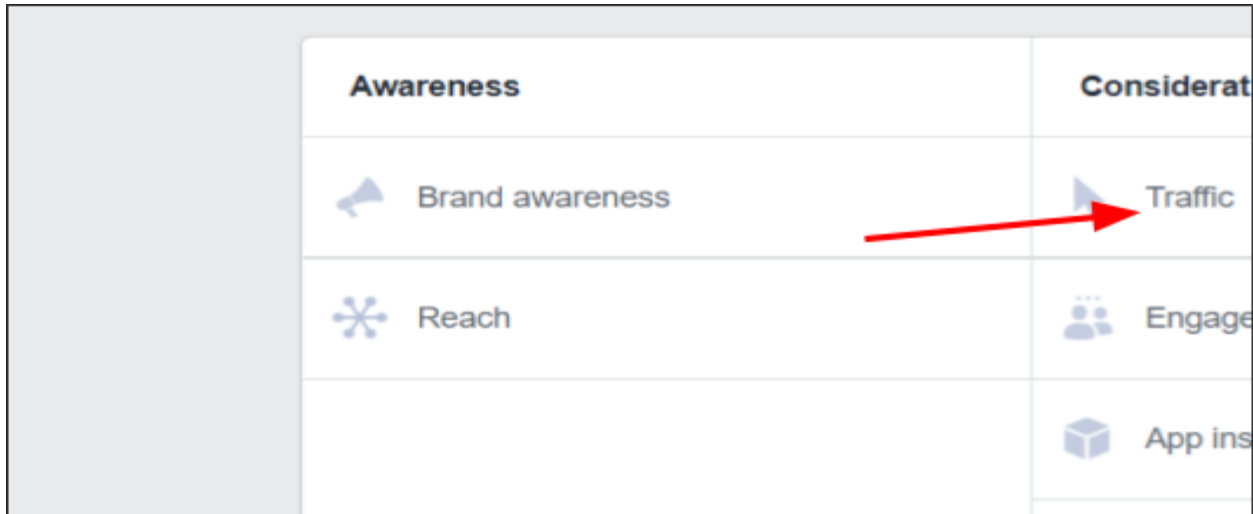 Awareness
Considerat
Brand awareness
Traffic
Reach
Engage
App ins